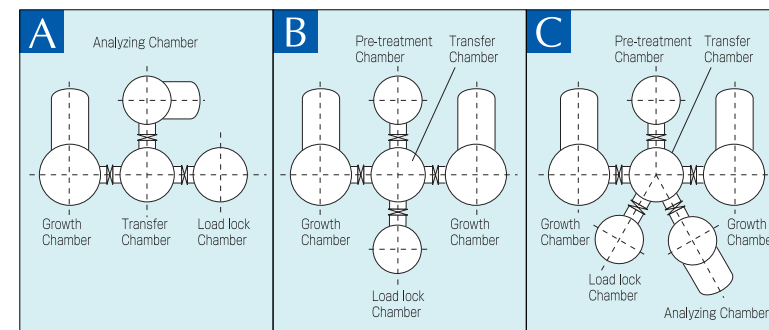 A
Analyzing Chamber
Growth
Chamber
Transfer
Chamber
Load lock
Chamber
B
Pre-treatment
Chamber
Transfer
Chamber
Growth
Chamber
Growth
Chamber
Load lock
Chamber
C
Pre-treatment
Chamber
Transfer
Chamber
Growth
Chamber
Growth
Chambe
Load lock
Chamber
Analyzing Chamber